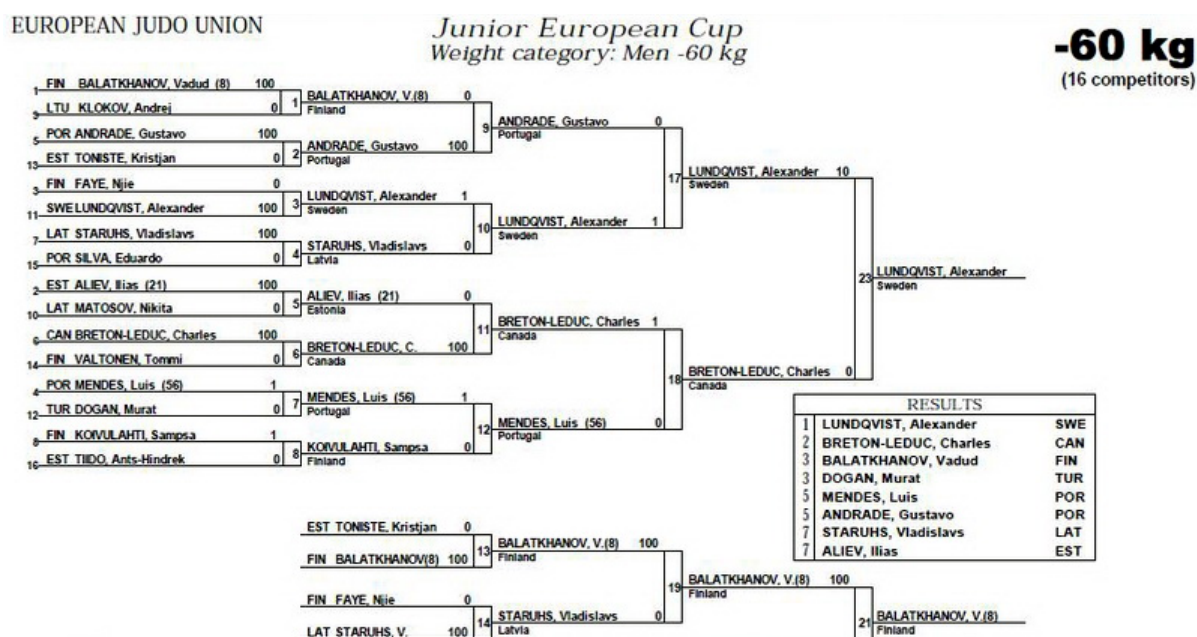 EUROPEAN JUDO UNION
Junior European Cup
Weight category: Men -60 kg
-60 kg
(16 competitors)
1 FIN BALATKHANOV, Vadud (8) 100
9 LTU KLOKOV, Andrej 0
1 BALATKHANOV, V.(8) 0
Finland
5 POR ANDRADE, Gustavo 100
13 EST TONISTE, Kristjan 0
2 ANDRADE, Gustavo 100
Portugal
9 ANDRADE, Gustavo 0
Portugal
3 FIN FAYE, Njie 0
11 SWE LUNDQVIST, Alexander 100
3 LUNDQVIST, Alexander 1
Sweden
7 LAT STARUHS, Vladislavs 100
15 POR SILVA, Eduardo 0
4 STARUHS, Vladislavs 0
Latvia
10 LUNDQVIST, Alexander 1
Sweden
17 LUNDQVIST, Alexander 10
Sweden
2 EST ALIEV, Ilias (21) 100
10 LAT MATOSOV, Nikita 0
5 ALIEV, Ilias (21) 0
Estonia
6 CAN BRETON-LEDUC, Charles 100
14 FIN VALTONEN, Tommi 0
6 BRETON-LEDUC, C. 100
Canada
11 BRETON-LEDUC, Charles 1
Canada
4 POR MENDES, Luis (56) 1
12 TUR DOGAN, Murat 0
7 MENDES, Luis (56) 1
Portugal
8 FIN KOIVULAHTI, Sampsa 1
16 EST TIIDO, Ants-Hindrek 0
8 KOIVULAHTI, Sampsa 0
Finland
12 MENDES, Luis (56) 0
Portugal
18 BRETON-LEDUC, Charles 0
Canada
23 LUNDQVIST, Alexander
Sweden
RESULTS
1 LUNDQVIST, Alexander SWE
2 BRETON-LEDUC, Charles CAN
3 BALATKHANOV, Vadud FIN
3 DOGAN, Murat TUR
5 MENDES, Luis POR
5 ANDRADE, Gustavo POR
7 STARUHS, Vladislavs LAT
7 ALIEV, Ilias EST
EST TONISTE, Kristjan 0
FIN BALATKHANOV(8) 100
13 BALATKHANOV, V.(8) 100
Finland
FIN FAYE, Njie 0
LAT STARUHS, V. 100
14 STARUHS, Vladislavs 0
Latvia
19 BALATKHANOV, V.(8) 100
Finland
21 BALATKHANOV, V.(8)
Finland